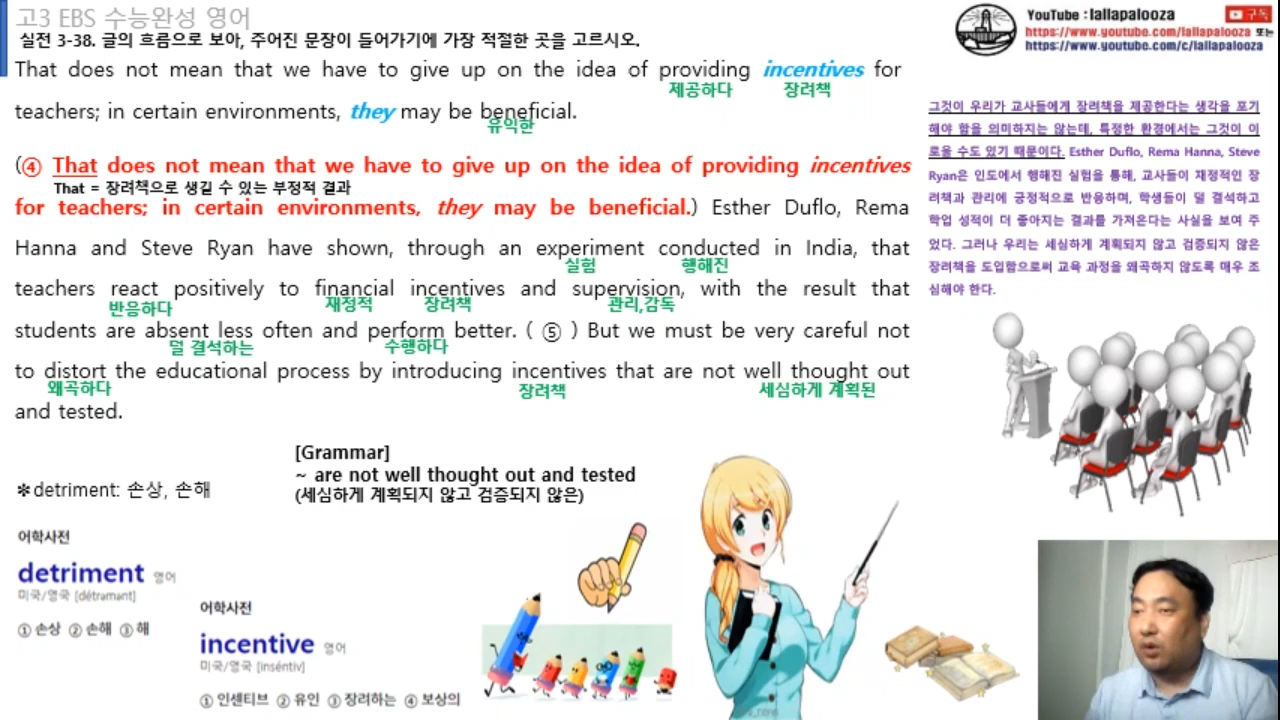 고3 EBS 수능완성 영어
실전 3-38. 글의 흐름으로 보아, 주어진 문장이 들어가기에 가장 적절한 곳을 고르시오.
That does not mean that we have to give up on the idea of providing incentives for
제공하다 장려책
teachers; in certain environments, they may be beneficial.
유익한
(④ That does not mean that we have to give up on the idea of providing incentives
That = 장려책으로 생길 수 있는 부정적 결과
for teachers; in certain environments, they may be beneficial.) Esther Duflo, Rema
Hanna and Steve Ryan have shown, through an experiment conducted in India, that
실험 행해진
teachers react positively to financial incentives and supervision, with the result that
반응하다 재정적 장려책 관리,감독
students are absent less often and perform better. ( ⑤ ) But we must be very careful not
덜 결석하는 수행하다
to distort the educational process by introducing incentives that are not well thought out
왜곡하다 장려책 세심하게 계획된
and tested.
[Grammar]
~ are not well thought out and tested
(세심하게 계획되지 않고 검증되지 않은)
✻detriment: 손상, 손해
어학사전
detriment 영어
미국/영국 [détrəmənt]
① 손상 ② 손해 ③ 해
어학사전
incentive 영어
미국/영국 [inséntiv]
① 인센티브 ② 유인 ③ 장려하는 ④ 보상의
YouTube : lallapalooza 구독
https://www.youtube.com/lallapalooza 또는
https://www.youtube.com/c/lallapalooza
그것이 우리가 교사들에게 장려책을 제공한다는 생각을 포기
해야 함을 의미하지는 않는데, 특정한 환경에서는 그것이 이
로울 수도 있기 때문이다. Esther Duflo, Rema Hanna, Steve
Ryan은 인도에서 행해진 실험을 통해, 교사들이 재정적인 장
려책과 관리에 긍정적으로 반응하며, 학생들이 덜 결석하고
학업 성적이 더 좋아지는 결과를 가져온다는 사실을 보여 주
었다. 그러나 우리는 세심하게 계획되지 않고 검증되지 않은
장려책을 도입함으로써 교육 과정을 왜곡하지 않도록 매우 조
심해야 한다.